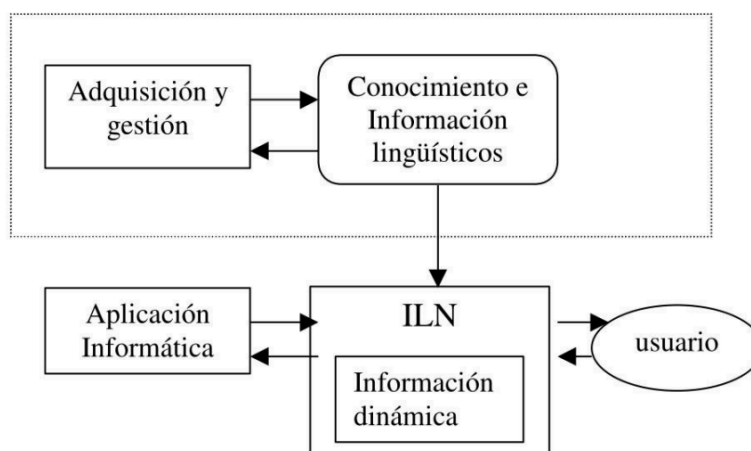 Adquisición y
gestión
Conocimiento e
Información
lingüísticos
Aplicación
Informática
ILN
Información
dinámica
usuario